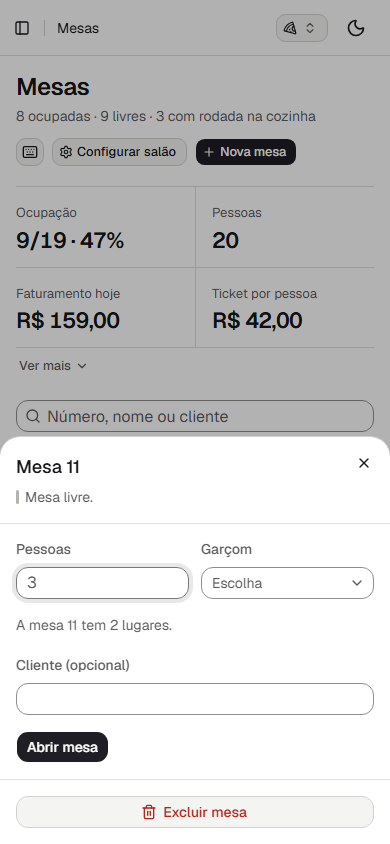 Mesas
Mesas
8 ocupadas · 9 livres · 3 com rodada na cozinha
Configurar salão
Nova mesa
Ocupação
Pessoas
9/19 · 47%
20
Faturamento hoje
Ticket por pessoa
R$ 159,00
R$ 42,00
Ver mais
Número, nome ou cliente
Mesa 11
Mesa livre.
Pessoas
Garçom
3
Escolha
A mesa 11 tem 2 lugares.
Cliente (opcional)
Abrir mesa
Excluir mesa